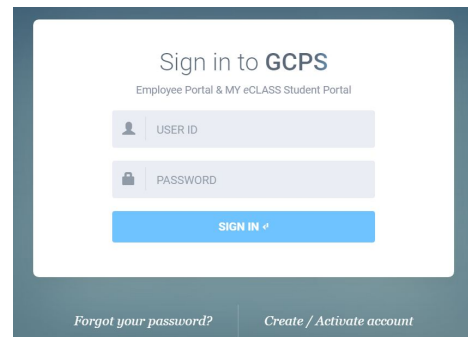 Sign in to GCPS
Employee Portal & MY eCLASS Student Portal
USER ID
PASSWORD
SIGN IN
Forgot your password?
Create / Activate account